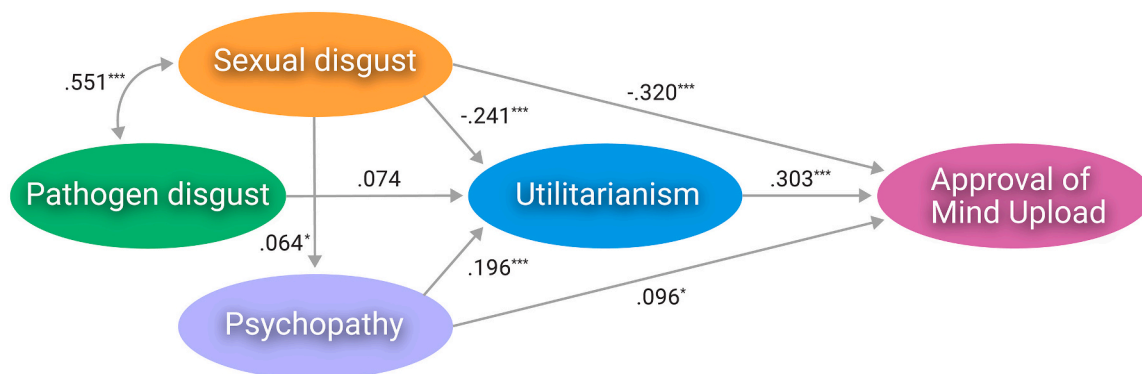 Sexual disgust
.551***
-.320***
-.241***
Pathogen disgust
.074
Utilitarianism
.303***
Approval of
Mind Upload
.064*
.196***
.096*
Psychopathy